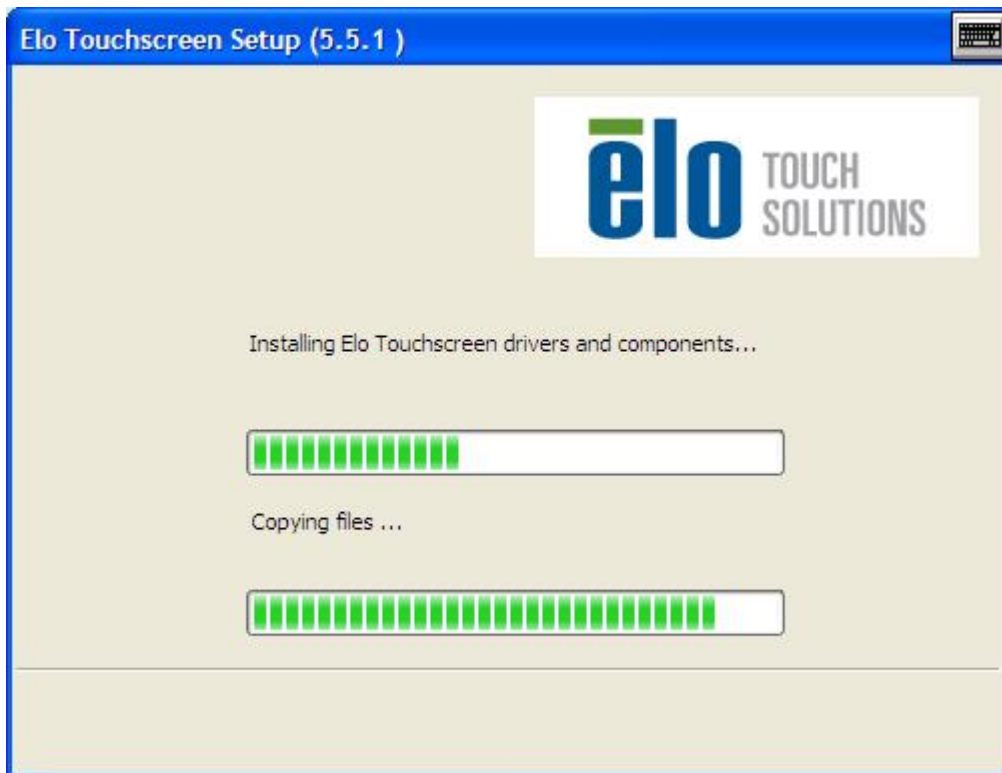 Elo Touchscreen Setup (5.5.1 )
elo TOUCH
SOLUTIONS
Installing Elo Touchscreen drivers and components...
Copying files ...